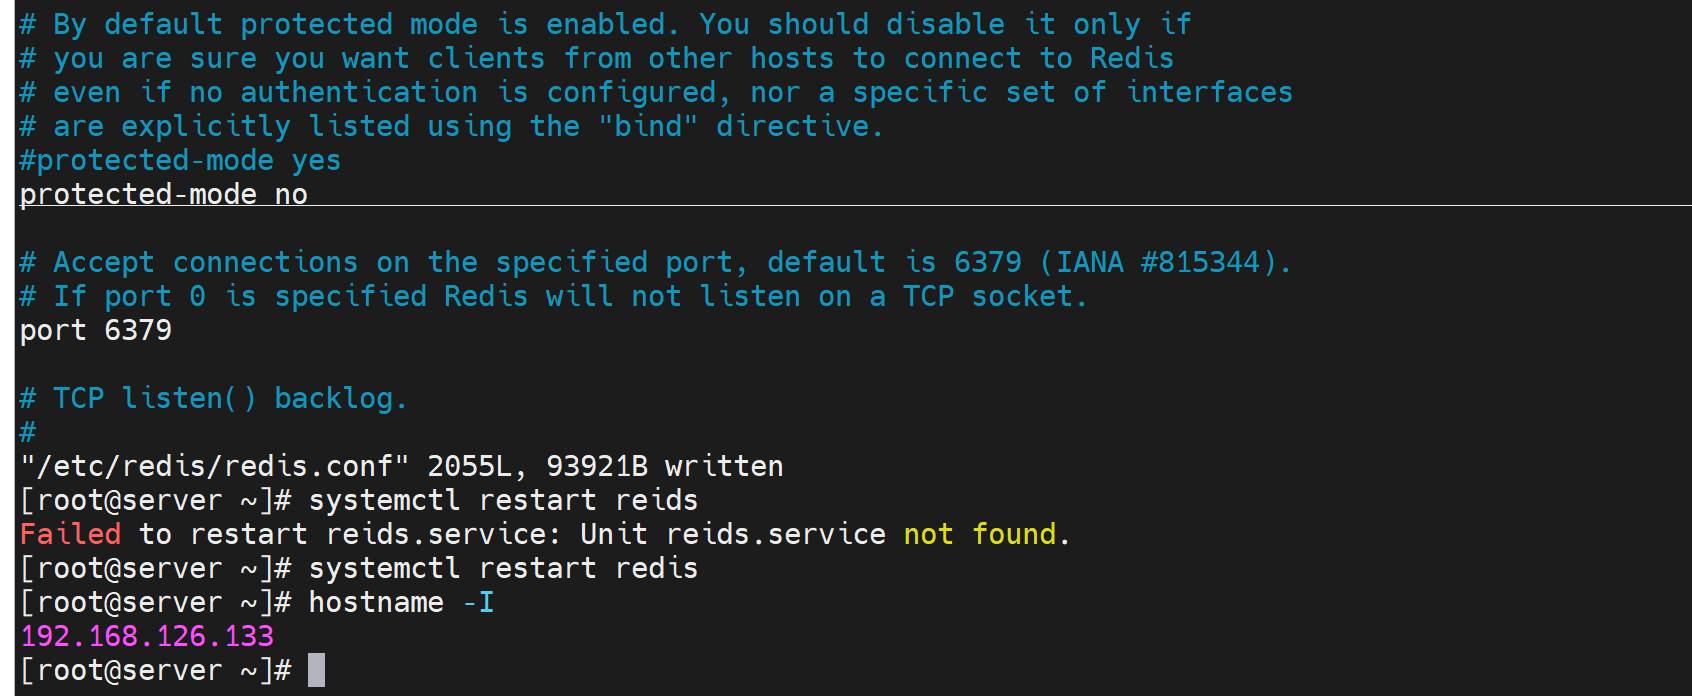 # By default protected mode is enabled. You should disable it only if
# you are sure you want clients from other hosts to connect to Redis
# even if no authentication is configured, nor a specific set of interfaces
# are explicitly listed using the "bind" directive.
#protected-mode yes
protected-mode no
# Accept connections on the specified port, default is 6379 (IANA #815344).
# If port 0 is specified Redis will not listen on a TCP socket.
port 6379
# TCP listen() backlog.
#
"/etc/redis/redis.conf" 2055L, 93921B written
[root@server ~]# systemctl restart reids
Failed to restart reids.service: Unit reids.service not found.
[root@server ~]# systemctl restart redis
[root@server ~]# hostname -I
192.168.126.133
[root@server ~]#